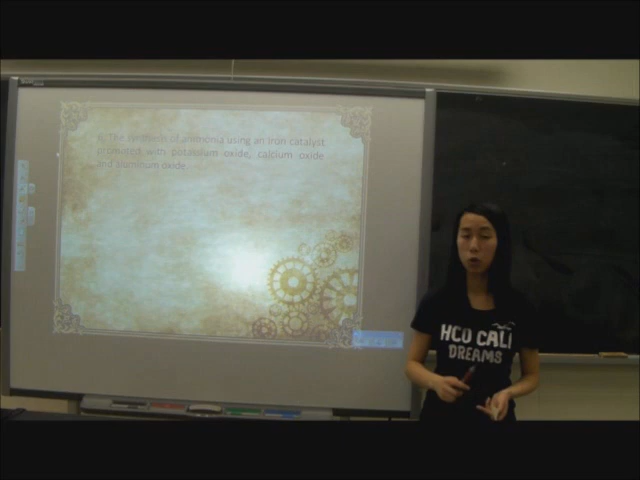 6. The synthesis of ammonia using an iron catalyst
promoted with potassium oxide, calcium oxide
and aluminum oxide.
HCO CALI
DREAMS